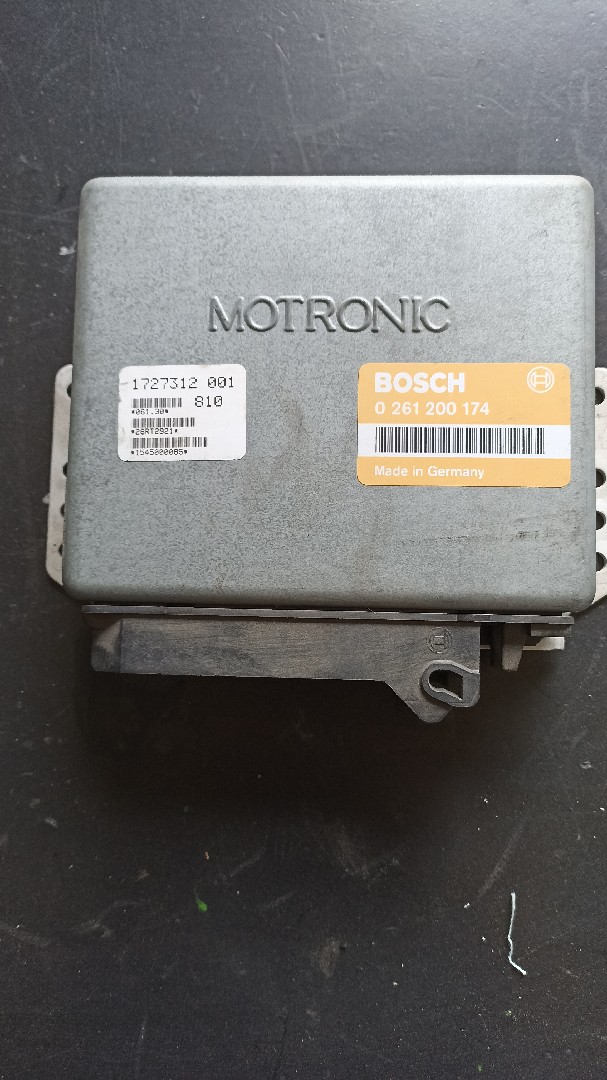 MOTRONIC
1727312 001
810
*061.30*
*26RT2921*
*1545000085*
BOSCH
0 261 200 174
Made in Germany